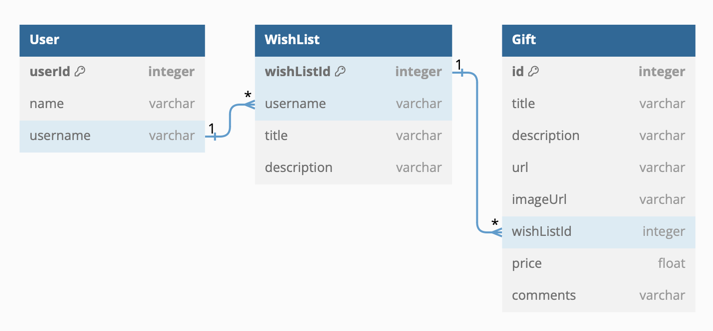 User
userId integer
name varchar
username varchar
1
*
WishList
wishListId integer
username varchar
title varchar
description varchar
1
*
Gift
id integer
title varchar
description varchar
url varchar
imageUrl varchar
wishListId integer
price float
comments varchar